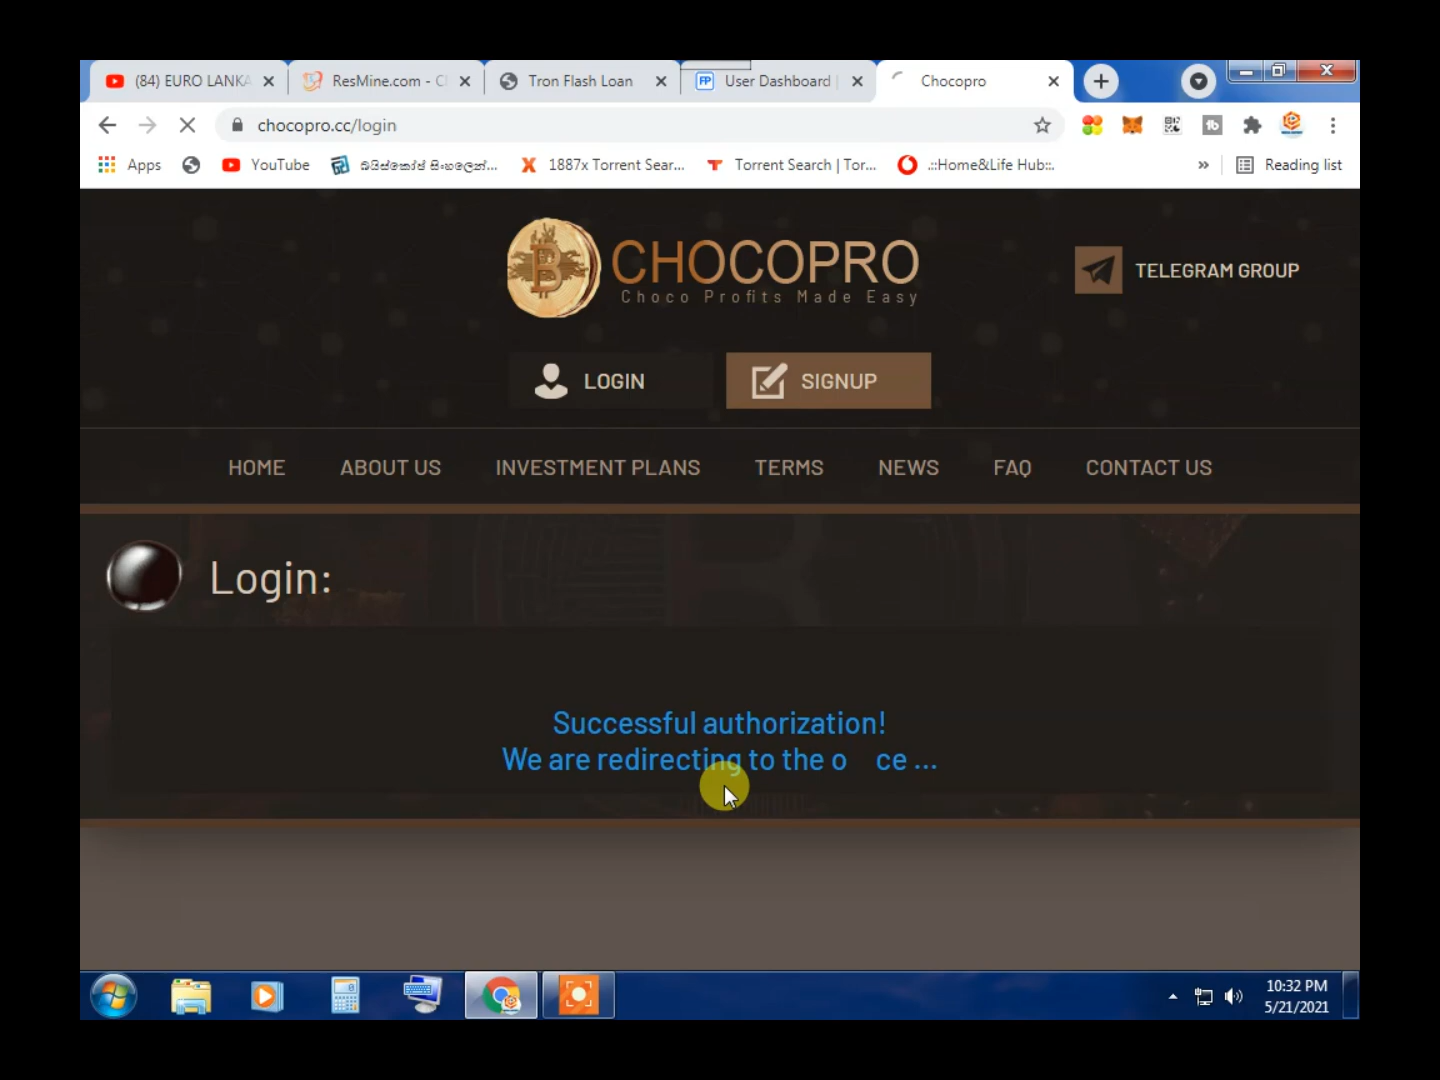 (84) EURO LANKA
ResMine.com - Cl
Tron Flash Loan
FP
User Dashboard |
Chocopro
chocopro.cc/login
Apps
YouTube
1887x Torrent Sear...
Torrent Search | Tor...
.::Home&Life Hub::.
»
Reading list
CHOCOPRO
Choco Profits Made Easy
TELEGRAM GROUP
LOGIN
SIGNUP
HOME
ABOUT US
INVESTMENT PLANS
TERMS
NEWS
FAQ
CONTACT US
Login:
Successful authorization!
We are redirecting to the o ce ...
10:32 PM
5/21/2021